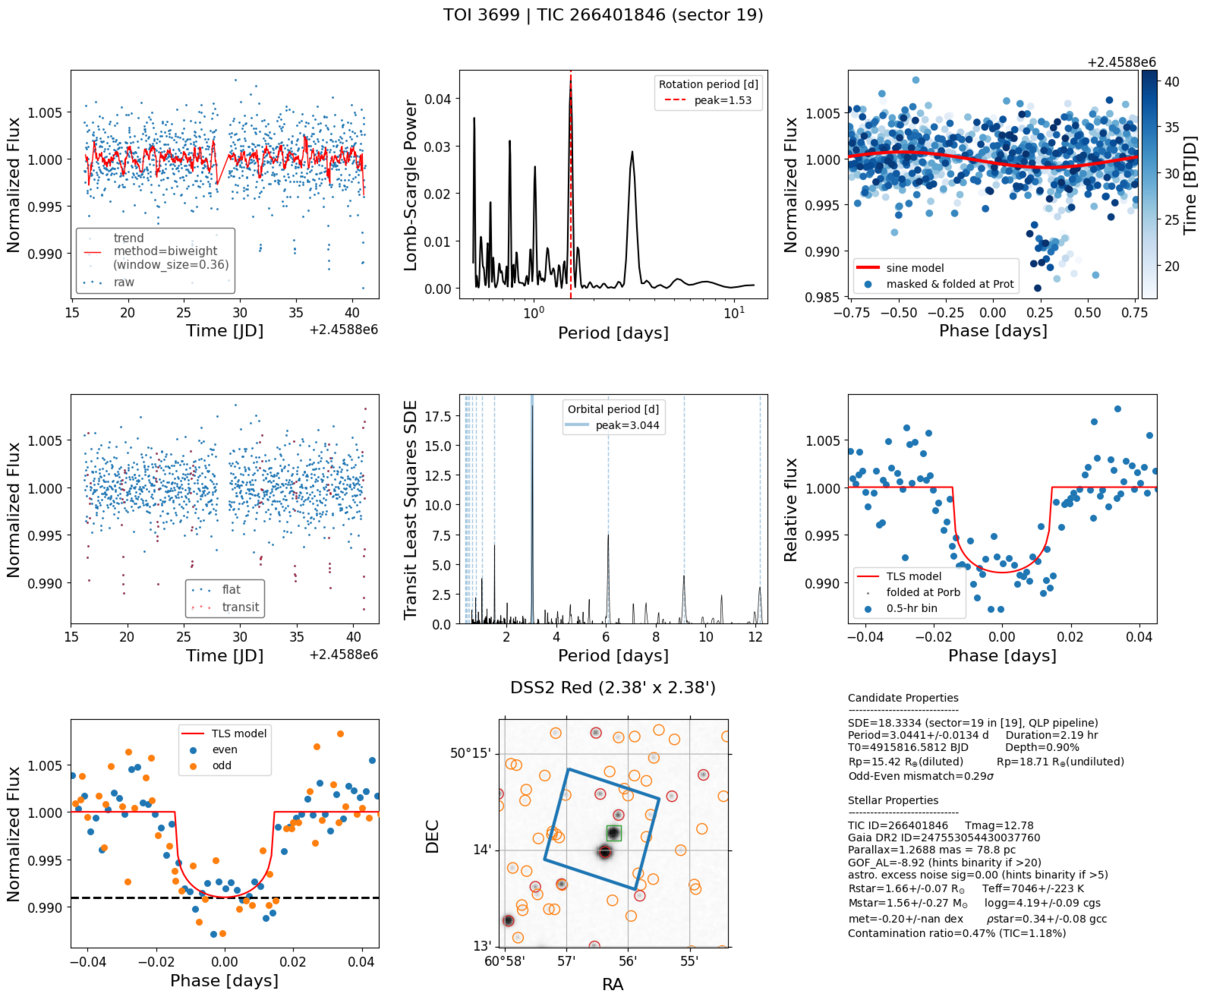 TOI 3699 | TIC 266401846 (sector 19)
Normalized Flux
1.005
1.000
0.995
0.990
trend
method=biweight
(window_size=0.36)
raw
15 20 25 30 35 40
Time [JD]
+2.4588e6
Lomb-Scargle Power
0.04
0.03
0.02
0.01
0.00
Rotation period [d]
peak=1.53
10⁰ 10¹
Period [days]
Normalized Flux
1.005
1.000
0.995
0.990
0.985
sine model
masked & folded at Prot
−0.75 −0.50 −0.25 0.00 0.25 0.50 0.75
Phase [days]
+2.4588e6
40
35
30
25
20
Time [BTJD]
Normalized Flux
1.005
1.000
0.995
0.990
flat
transit
15 20 25 30 35 40
Time [JD]
+2.4588e6
Transit Least Squares SDE
17.5
15.0
12.5
10.0
7.5
5.0
2.5
0.0
Orbital period [d]
peak=3.044
2 4 6 8 10 12
Period [days]
Relative flux
1.005
1.000
0.995
0.990
TLS model
folded at Porb
0.5-hr bin
−0.04 −0.02 0.00 0.02 0.04
Phase [days]
Normalized Flux
1.005
1.000
0.995
0.990
TLS model
even
odd
−0.04 −0.02 0.00 0.02 0.04
Phase [days]
DSS2 Red (2.38' x 2.38')
DEC
50°15'
14'
13'
60°58' 57' 56' 55'
RA
Candidate Properties
------------------------------
SDE=18.3334 (sector=19 in [19], QLP pipeline)
Period=3.0441+/-0.0134 d Duration=2.19 hr
T0=4915816.5812 BJD Depth=0.90%
Rp=15.42 R⊕(diluted) Rp=18.71 R⊕(undiluted)
Odd-Even mismatch=0.29σ
Stellar Properties
------------------------------
TIC ID=266401846 Tmag=12.78
Gaia DR2 ID=247553054430037760
Parallax=1.2688 mas = 78.8 pc
GOF_AL=-8.92 (hints binarity if >20)
astro. excess noise sig=0.00 (hints binarity if >5)
Rstar=1.66+/-0.07 R⊙ Teff=7046+/-223 K
Mstar=1.56+/-0.27 M⊙ logg=4.19+/-0.09 cgs
met=-0.20+/-nan dex ρstar=0.34+/-0.08 gcc
Contamination ratio=0.47% (TIC=1.18%)